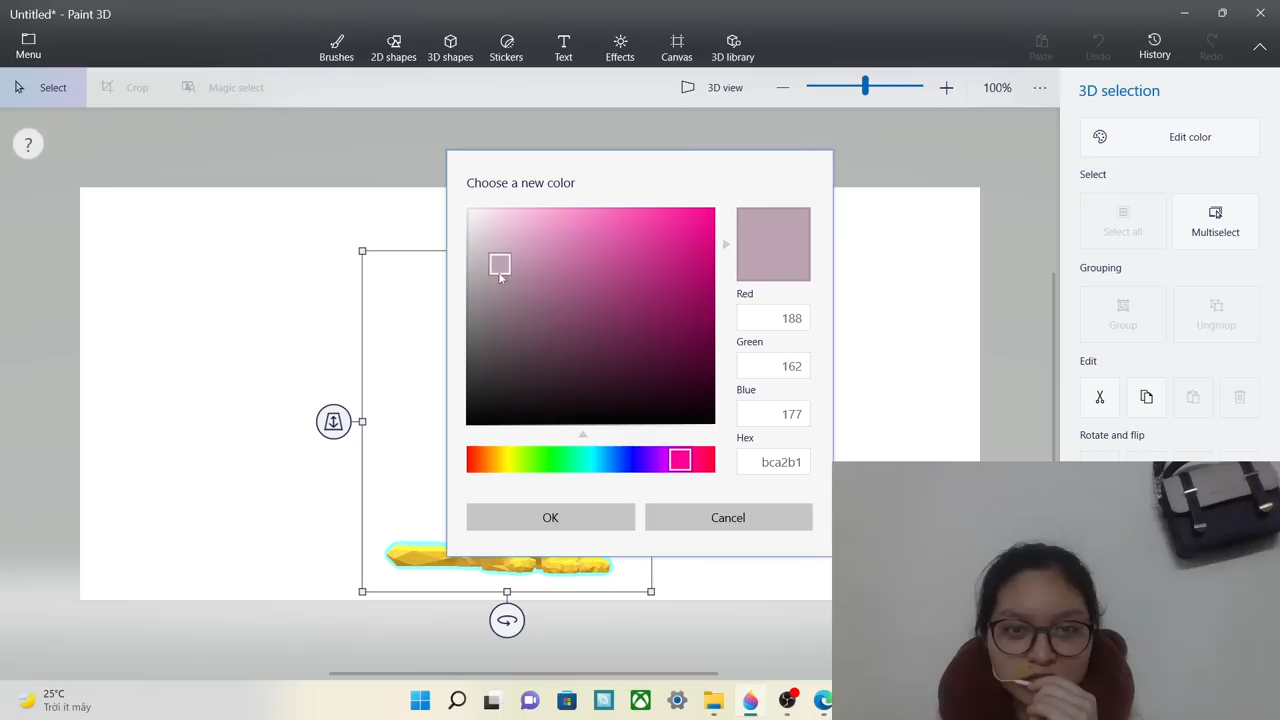 Untitled* - Paint 3D
Menu
Brushes 2D shapes 3D shapes Stickers Text Effects Canvas 3D library
Paste Undo History Redo
Select Crop Magic select 3D view 100%
3D selection
?
Edit color
Select
Select all Multiselect
Grouping
Group Ungroup
Edit
Rotate and flip
Choose a new color
Red
188
Green
162
Blue
177
Hex
bca2b1
OK Cancel
25°C
Trời ít mây